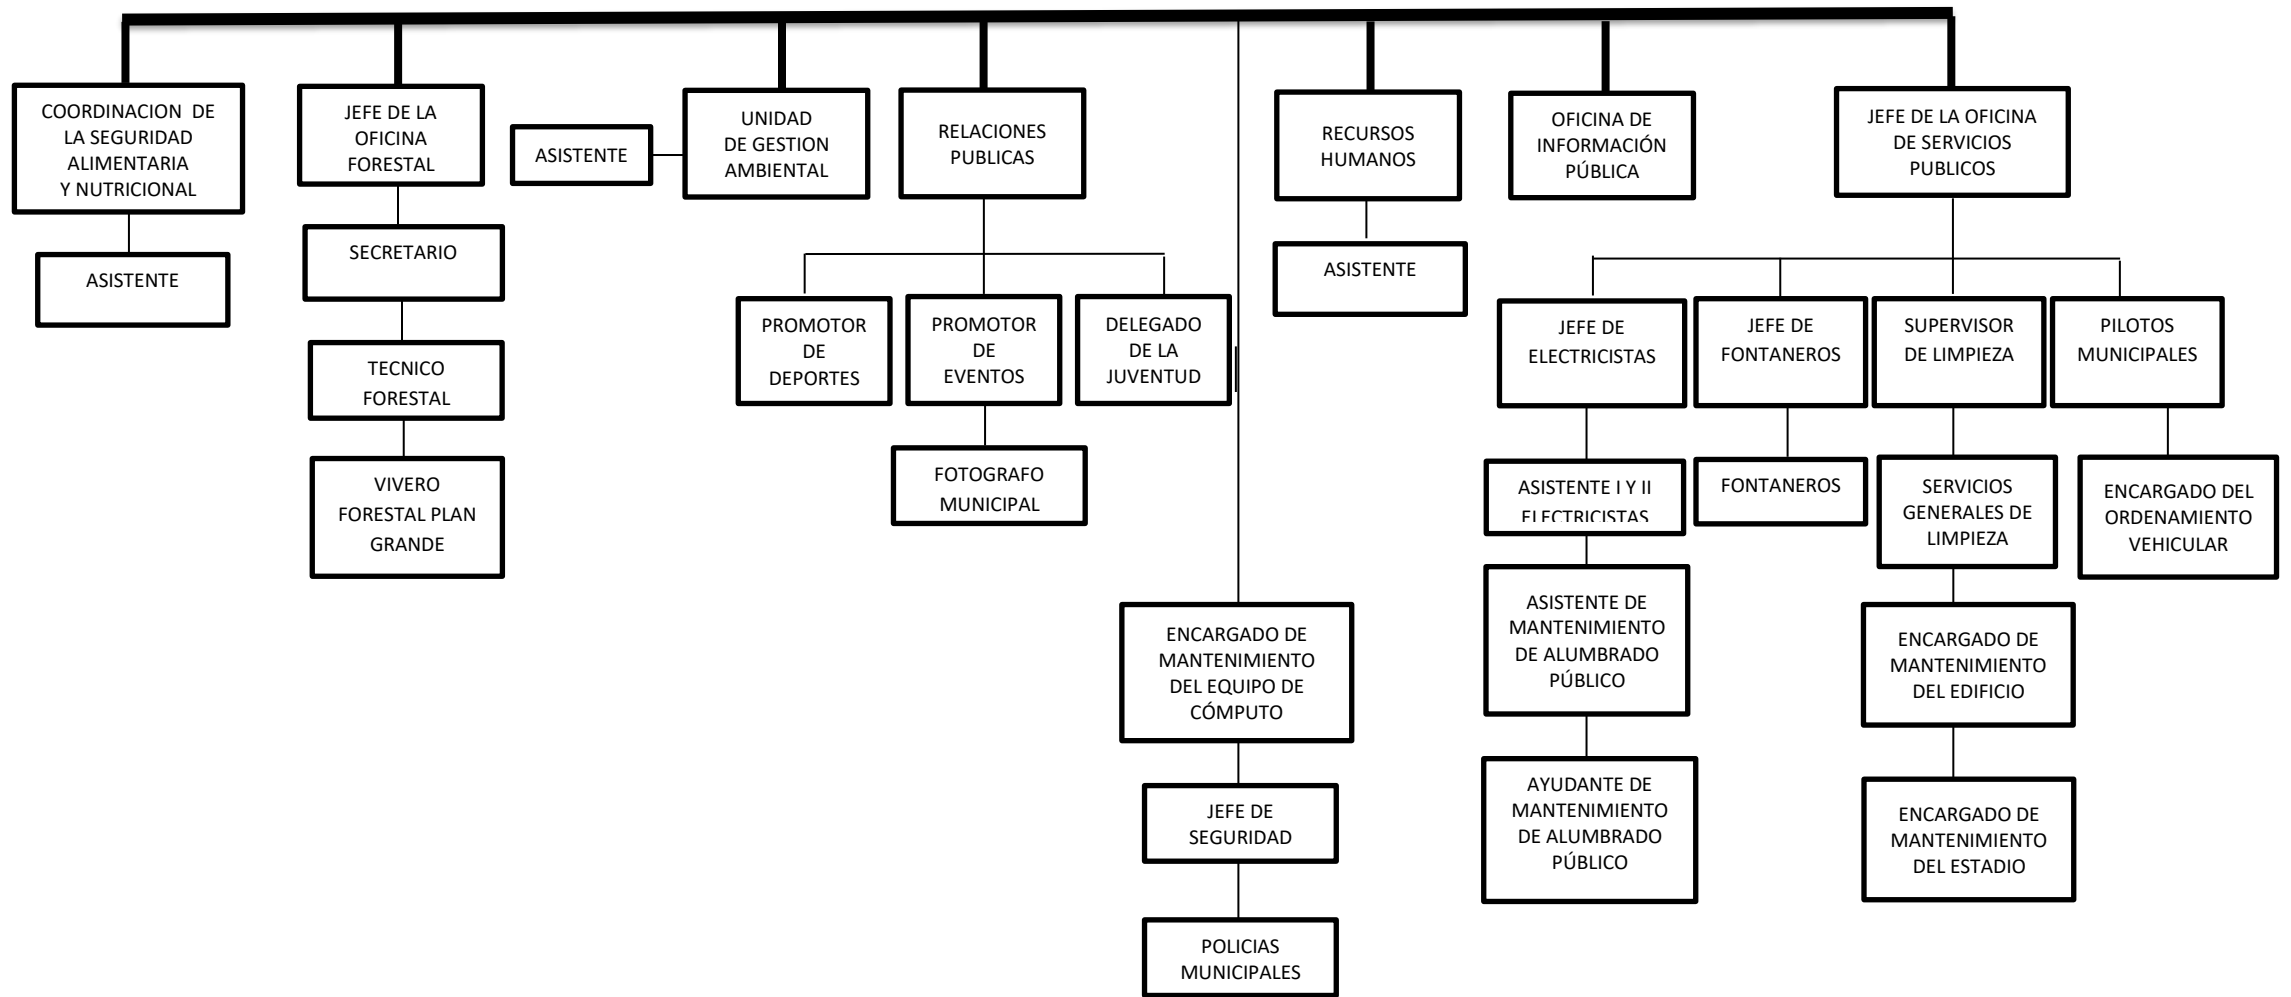 COORDINACION DE
LA SEGURIDAD
ALIMENTARIA
Y NUTRICIONAL
ASISTENTE
JEFE DE LA
OFICINA
FORESTAL
SECRETARIO
TECNICO
FORESTAL
VIVERO
FORESTAL PLAN
GRANDE
ASISTENTE
UNIDAD
DE GESTION
AMBIENTAL
RELACIONES
PUBLICAS
PROMOTOR
DE
DEPORTES
PROMOTOR
DE
EVENTOS
DELEGADO
DE LA
JUVENTUD
FOTOGRAFO
MUNICIPAL
ENCARGADO DE
MANTENIMIENTO
DEL EQUIPO DE
CÓMPUTO
JEFE DE
SEGURIDAD
POLICIAS
MUNICIPALES
RECURSOS
HUMANOS
ASISTENTE
OFICINA DE
INFORMACIÓN
PÚBLICA
JEFE DE LA OFICINA
DE SERVICIOS
PUBLICOS
JEFE DE
ELECTRICISTAS
ASISTENTE I Y II
ELECTRICISTAS
ASISTENTE DE
MANTENIMIENTO
DE ALUMBRADO
PÚBLICO
AYUDANTE DE
MANTENIMIENTO
DE ALUMBRADO
PÚBLICO
JEFE DE
FONTANEROS
FONTANEROS
SUPERVISOR
DE LIMPIEZA
SERVICIOS
GENERALES DE
LIMPIEZA
ENCARGADO DE
MANTENIMIENTO
DEL EDIFICIO
ENCARGADO DE
MANTENIMIENTO
DEL ESTADIO
PILOTOS
MUNICIPALES
ENCARGADO DEL
ORDENAMIENTO
VEHICULAR